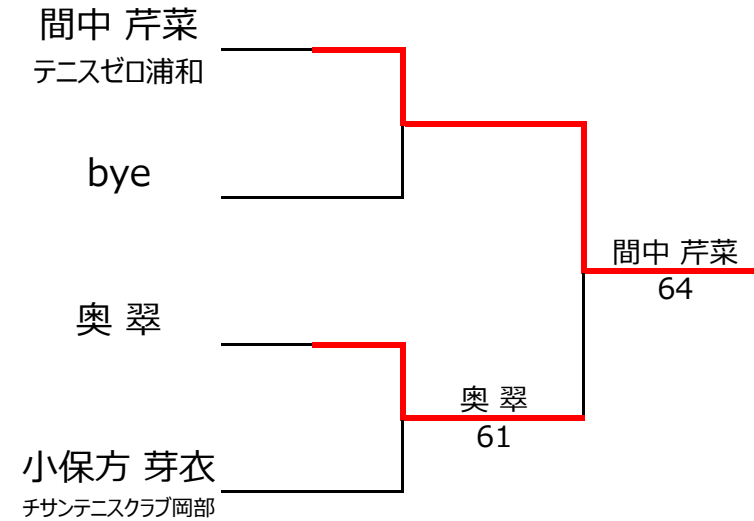 間中 芹菜
テニスゼロ浦和
bye
間中 芹菜
64
奥 翠
奥 翠
61
小保方 芽衣
チサンテニスクラブ岡部